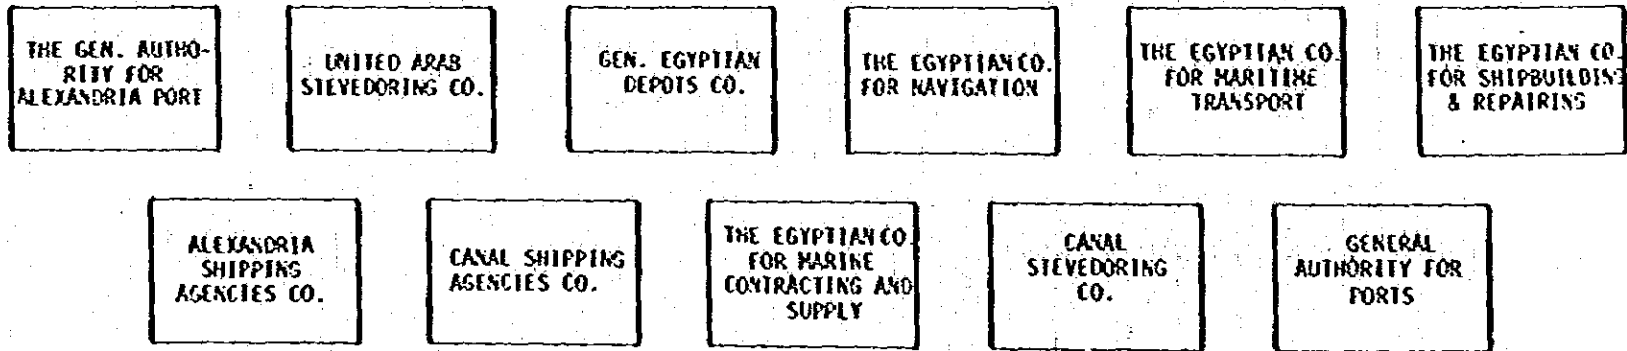 THE GEN. AUTHO-
RITY FOR
ALEXANDRIA PORT
UNITED ARAB
STEVEDORING CO.
GEN. EGYPTIAN
DEPOTS CO.
THE EGYPTIAN CO.
FOR NAVIGATION
THE EGYPTIAN CO.
FOR MARITIME
TRANSPORT
THE EGYPTIAN CO.
FOR SHIPBUILDING
& REPAIRING
ALEXANDRIA
SHIPPING
AGENCIES CO.
CANAL SHIPPING
AGENCIES CO.
THE EGYPTIAN CO.
FOR MARINE
CONTRACTING AND
SUPPLY
CANAL
STEVEDORING
CO.
GENERAL
AUTHORITY FOR
PORTS